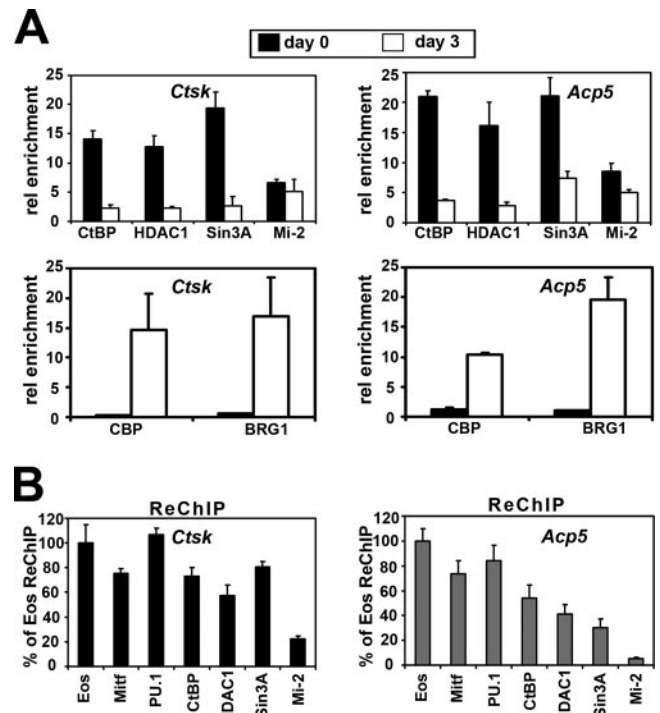 A
day 0 day 3
Ctsk
rel enrichment
25
20
15
10
5
0
CtBP HDAC1 Sin3A Mi-2
Acp5
rel enrichment
25
20
15
10
5
0
CtBP HDAC1 Sin3A Mi-2
Ctsk
rel enrichment
25
20
15
10
5
0
CBP BRG1
Acp5
rel enrichment
25
20
15
10
5
0
CBP BRG1
B
ReChIP
Ctsk
% of Eos ReChIP
120
100
80
60
40
20
0
Eos Mitf PU.1 CtBP DAC1 Sin3A Mi-2
ReChIP
Acp5
% of Eos ReChIP
120
100
80
60
40
20
0
Eos Mitf PU.1 CtBP DAC1 Sin3A Mi-2